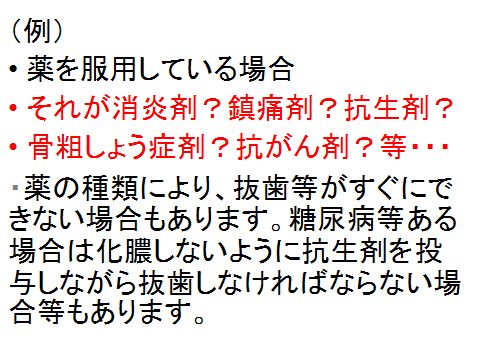 （例）
• 薬を服用している場合
• それが消炎剤？鎮痛剤？抗生剤？
• 骨粗しょう症剤？抗がん剤？等･･･
･薬の種類により、抜歯等がすぐにで
きない場合もあります。糖尿病等ある
場合は化膿しないように抗生剤を投
与しながら抜歯しなければならない場
合等もあります。